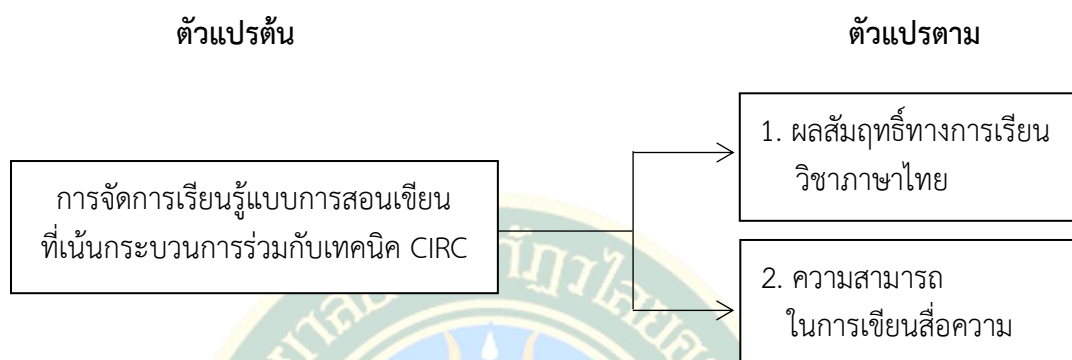 ตัวแปรต้น
ตัวแปรตาม
การจัดการเรียนรู้แบบการสอนเขียน
ที่เน้นกระบวนการร่วมกับเทคนิค CIRC
1. ผลสัมฤทธิ์ทางการเรียน
วิชาภาษาไทย
2. ความสามารถ
ในการเขียนสื่อความ